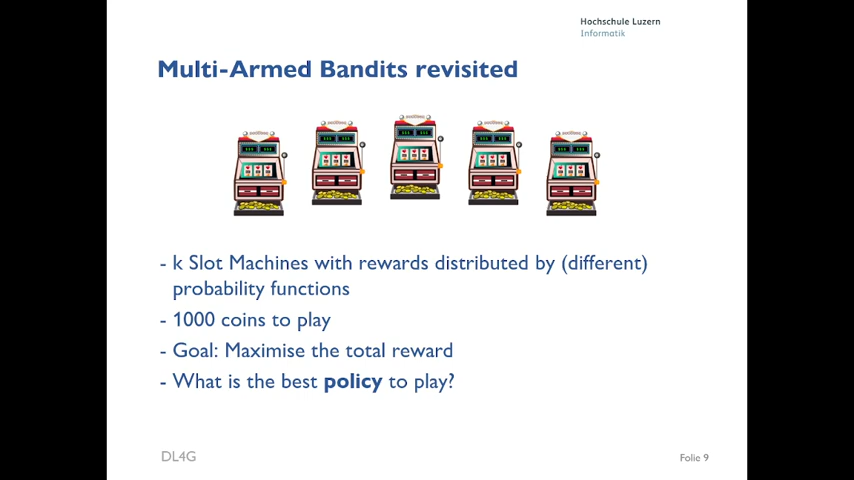 Hochschule Luzern
Informatik
Multi-Armed Bandits revisited
- k Slot Machines with rewards distributed by (different)
probability functions
- 1000 coins to play
- Goal: Maximise the total reward
- What is the best policy to play?
DL4G
Folie 9